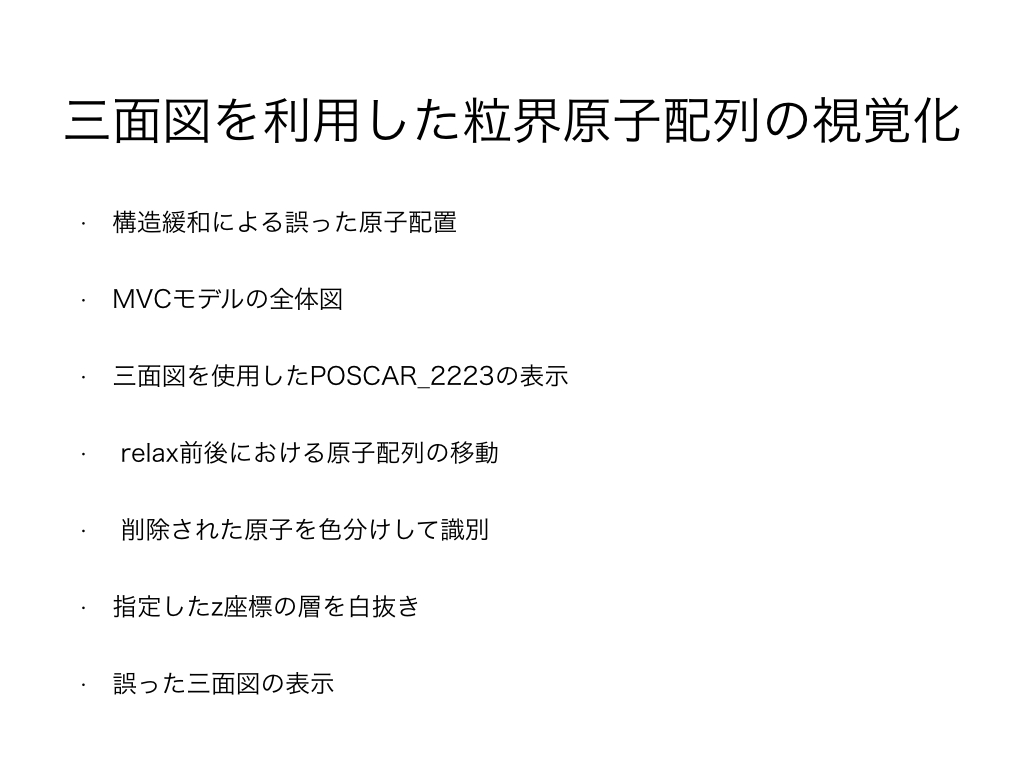 三面図を利用した粒界原子配列の視覚化
・ 構造緩和による誤った原子配置
・ MVCモデルの全体図
・ 三面図を使用したPOSCAR_2223の表示
・ relax前後における原子配列の移動
・ 削除された原子を色分けして識別
・ 指定したz座標の層を白抜き
・ 誤った三面図の表示